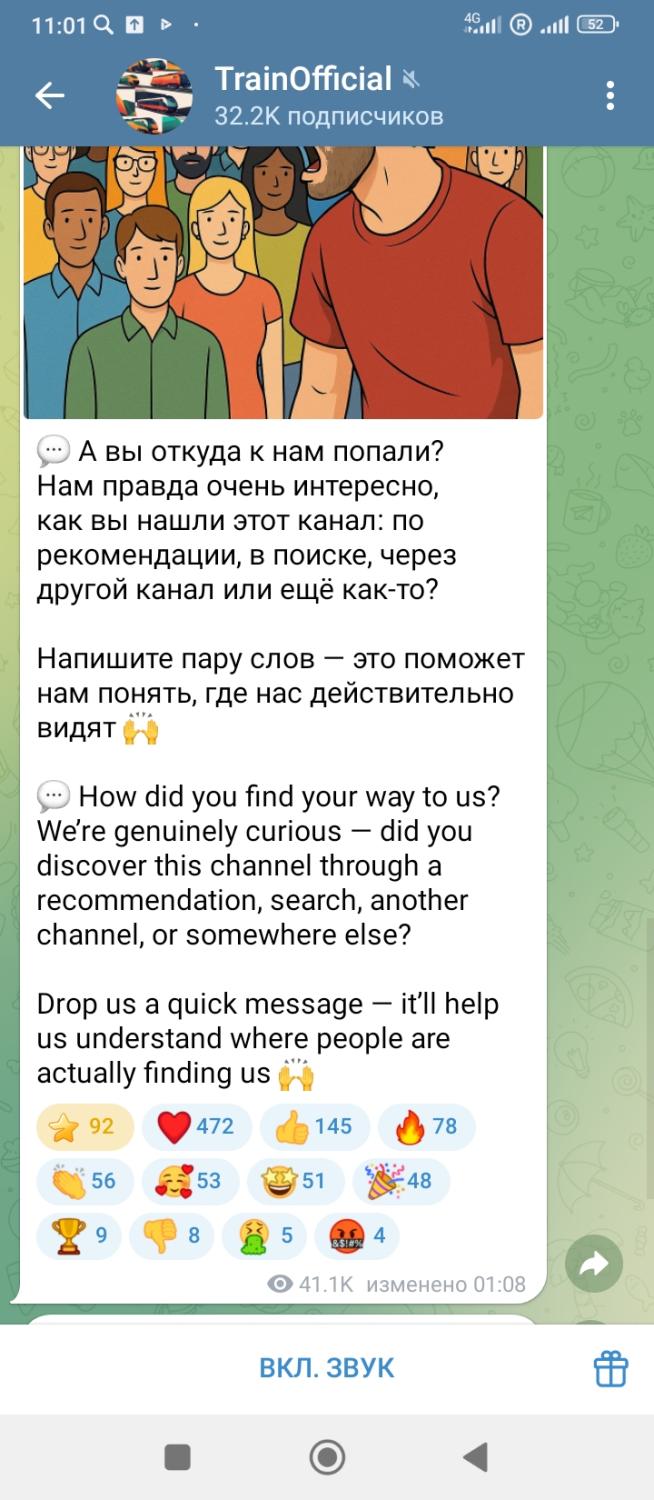 11:01
4G
R
52
TrainOfficial
32.2K подписчиков
А вы откуда к нам попали?
Нам правда очень интересно,
как вы нашли этот канал: по
рекомендации, в поиске, через
другой канал или ещё как-то?
Напишите пару слов — это поможет
нам понять, где нас действительно
видят
How did you find your way to us?
We’re genuinely curious — did you
discover this channel through a
recommendation, search, another
channel, or somewhere else?
Drop us a quick message — it’ll help
us understand where people are
actually finding us
92 472 145 78
56 53 51 48
9 8 5 &$!#% 4
41.1K изменено 01:08
ВКЛ. ЗВУК